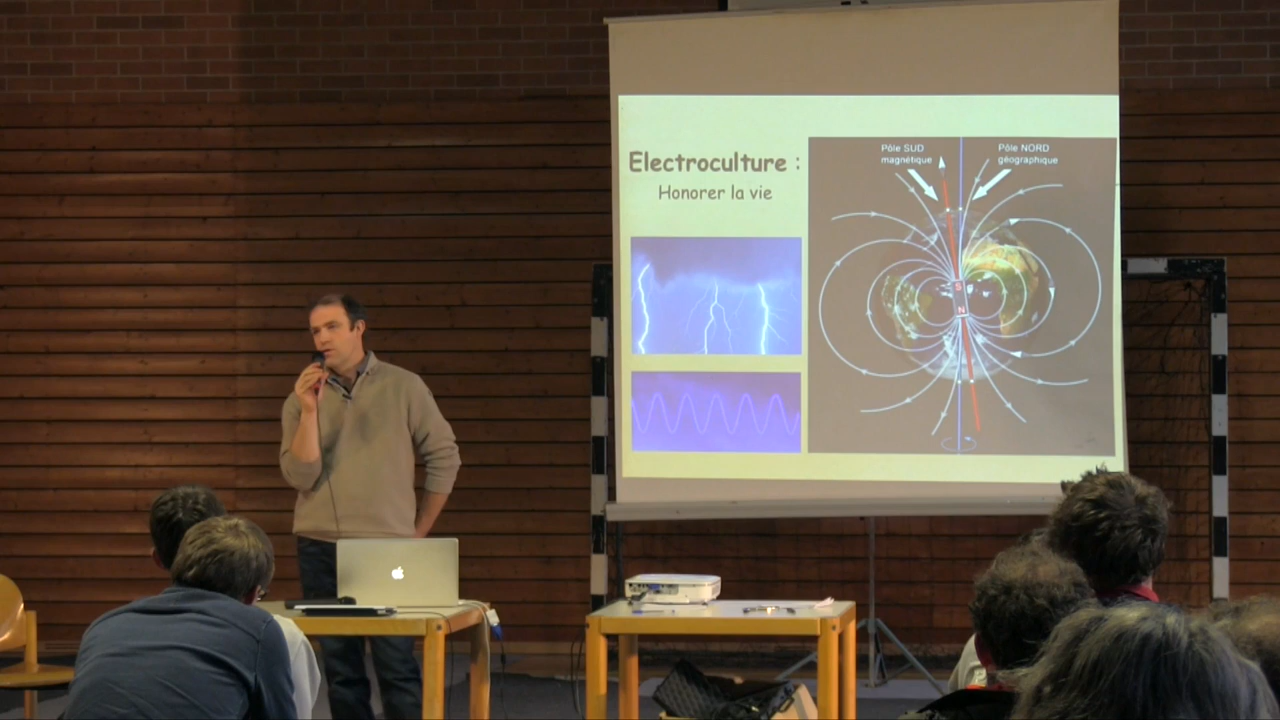 Electroculture :
Honorer la vie
Pôle SUD
magnétique
Pôle NORD
géographique
S
N